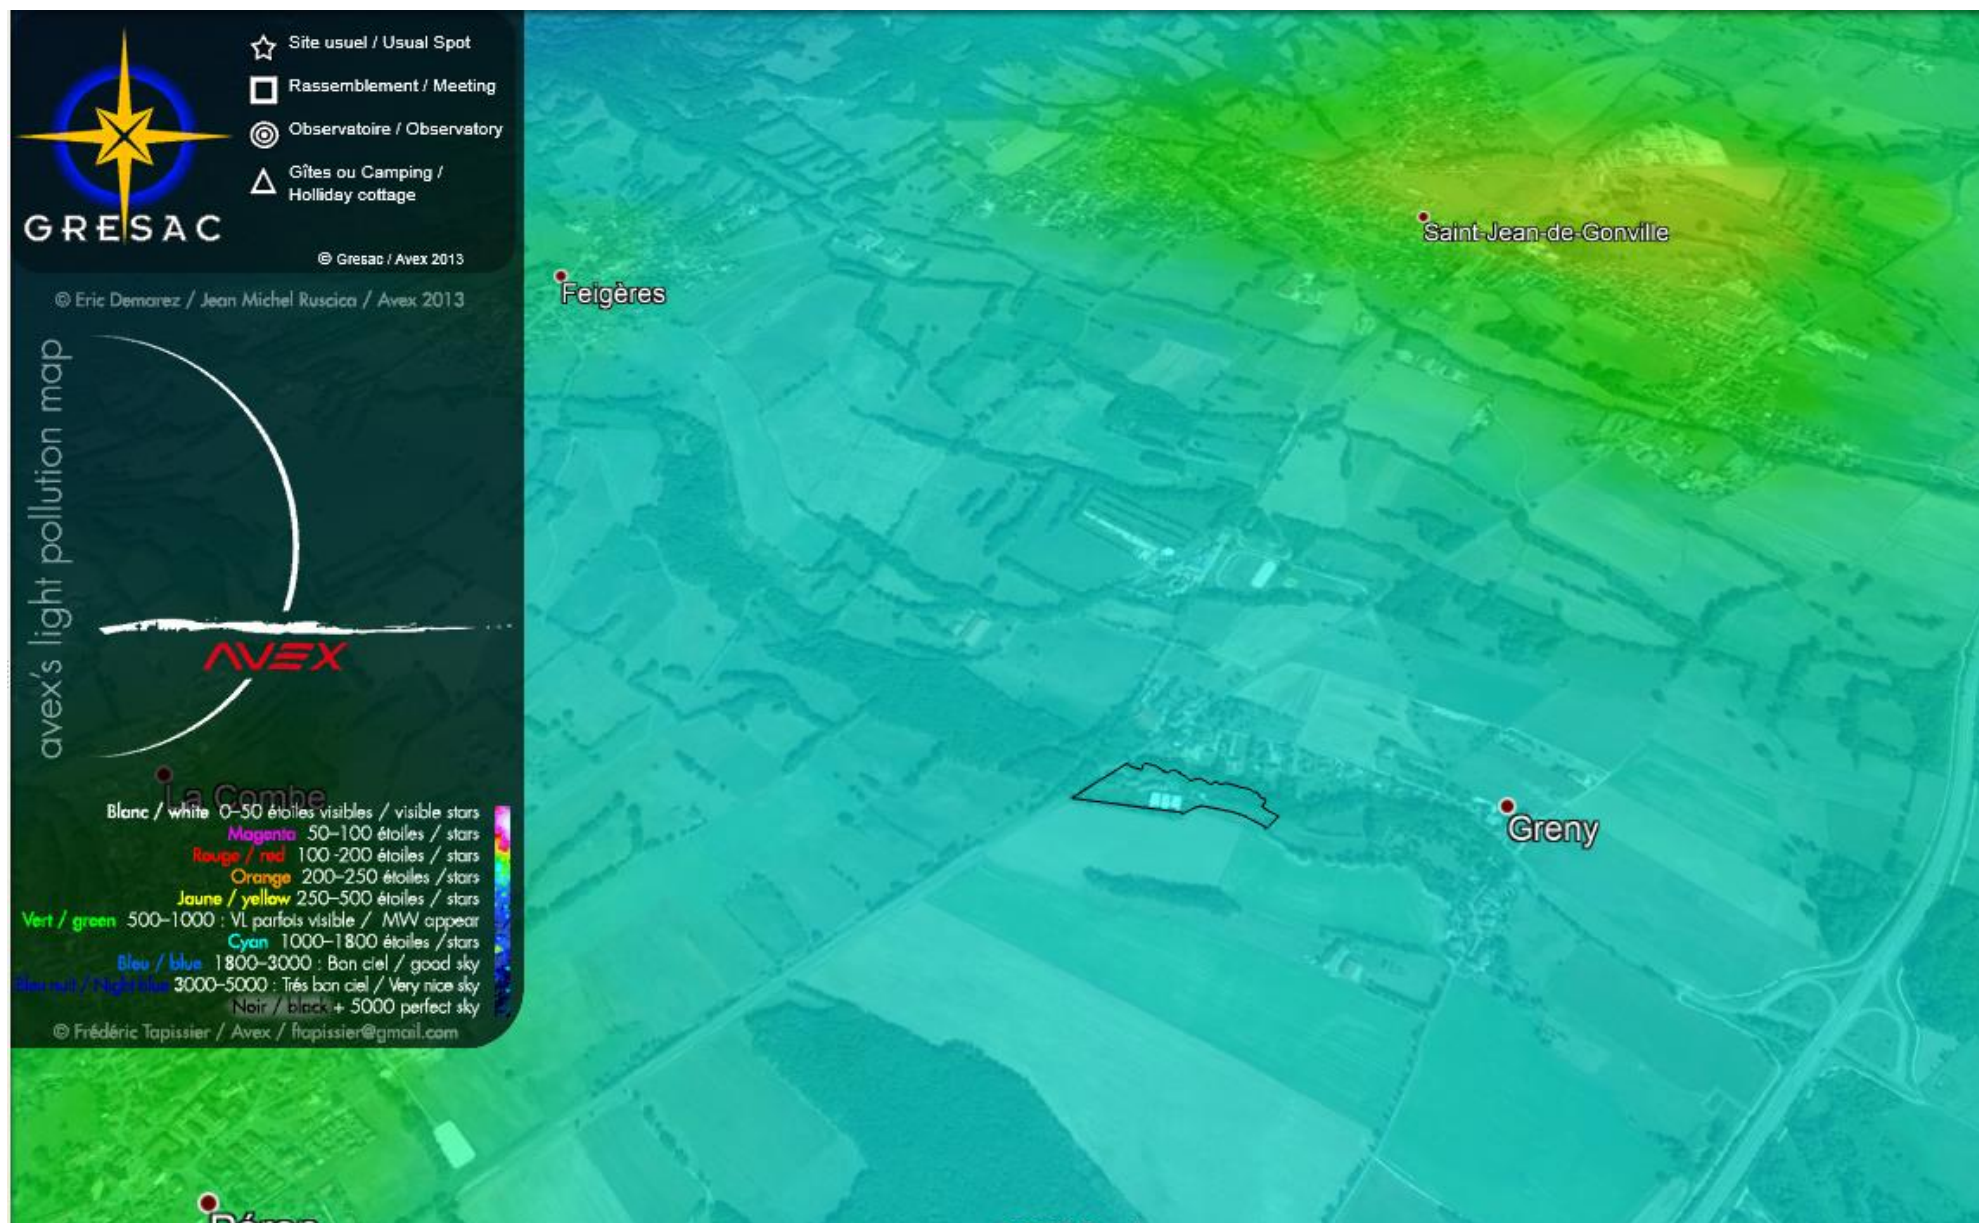 Site usuel / Usual Spot
Rassemblement / Meeting
Observatoire / Observatory
Gîtes ou Camping /
Holliday cottage
GRESAC
© Gresac / Avex 2013
© Eric Demarez / Jean Michel Ruscica / Avex 2013
avex's light pollution map
AVEX
Saint-Jean-de-Gonville
Feigères
La Combe
Blanc / white 0–50 étoiles visibles / visible stars
Magenta 50–100 étoiles / stars
Rouge / red 100 -200 étoiles / stars
Orange 200–250 étoiles /stars
Jaune / yellow 250–500 étoiles / stars
Vert / green 500–1000 : VL parfois visible / MW appear
Cyan 1000–1800 étoiles /stars
Bleu / blue 1800–3000 : Bon ciel / good sky
Bleu nuit / Night blue 3000–5000 : Trés bon ciel / Very nice sky
Noir / black + 5000 perfect sky
© Frédéric Tapissier / Avex / ftapissier@gmail.com
Greny